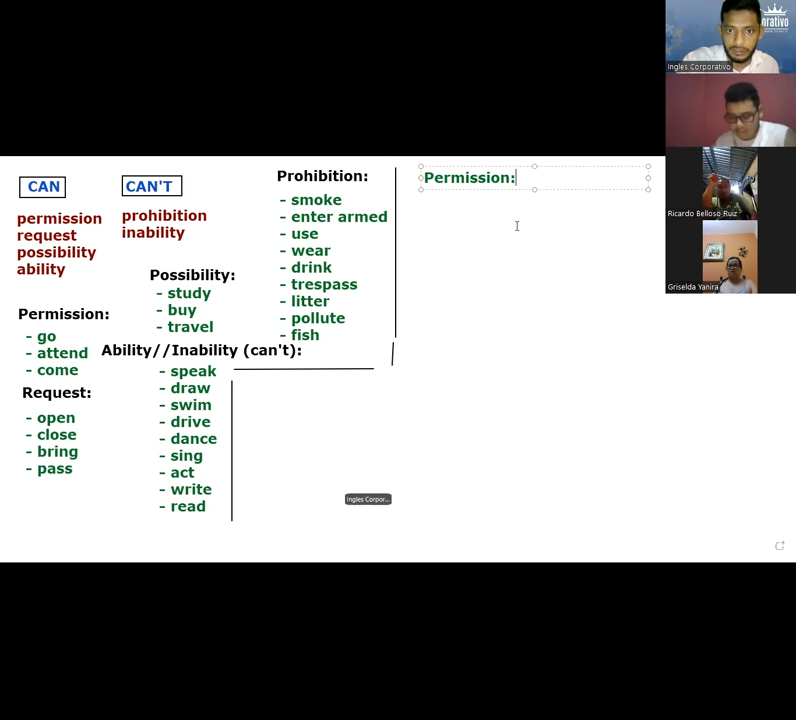 CAN
permission
request
possibility
ability
CAN'T
prohibition
inability
Permission:
- go
- attend
- come
Request:
- open
- close
- bring
- pass
Possibility:
- study
- buy
- travel
Ability//Inability (can't):
- speak
- draw
- swim
- drive
- dance
- sing
- act
- write
- read
Prohibition:
- smoke
- enter armed
- use
- wear
- drink
- trespass
- litter
- pollute
- fish
Permission:
Ingles Corpor...
orativo
Ingles Corporativo
Ricardo Belloso Ruiz
Griselda Yanira